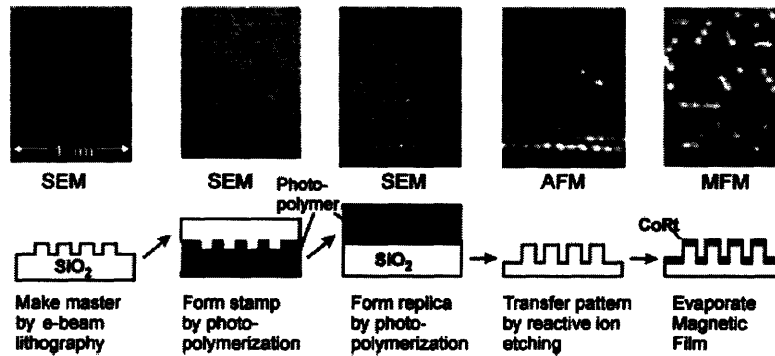 SEM SEM SEM AFM MFM
Photo-
polymer
CoPt
SiO₂ SiO₂
Make master
by e-beam
lithography
Form stamp
by photo-
polymerization
Form replica
by photo-
polymerization
Transfer pattern
by reactive ion
etching
Evaporate
Magnetic
Film